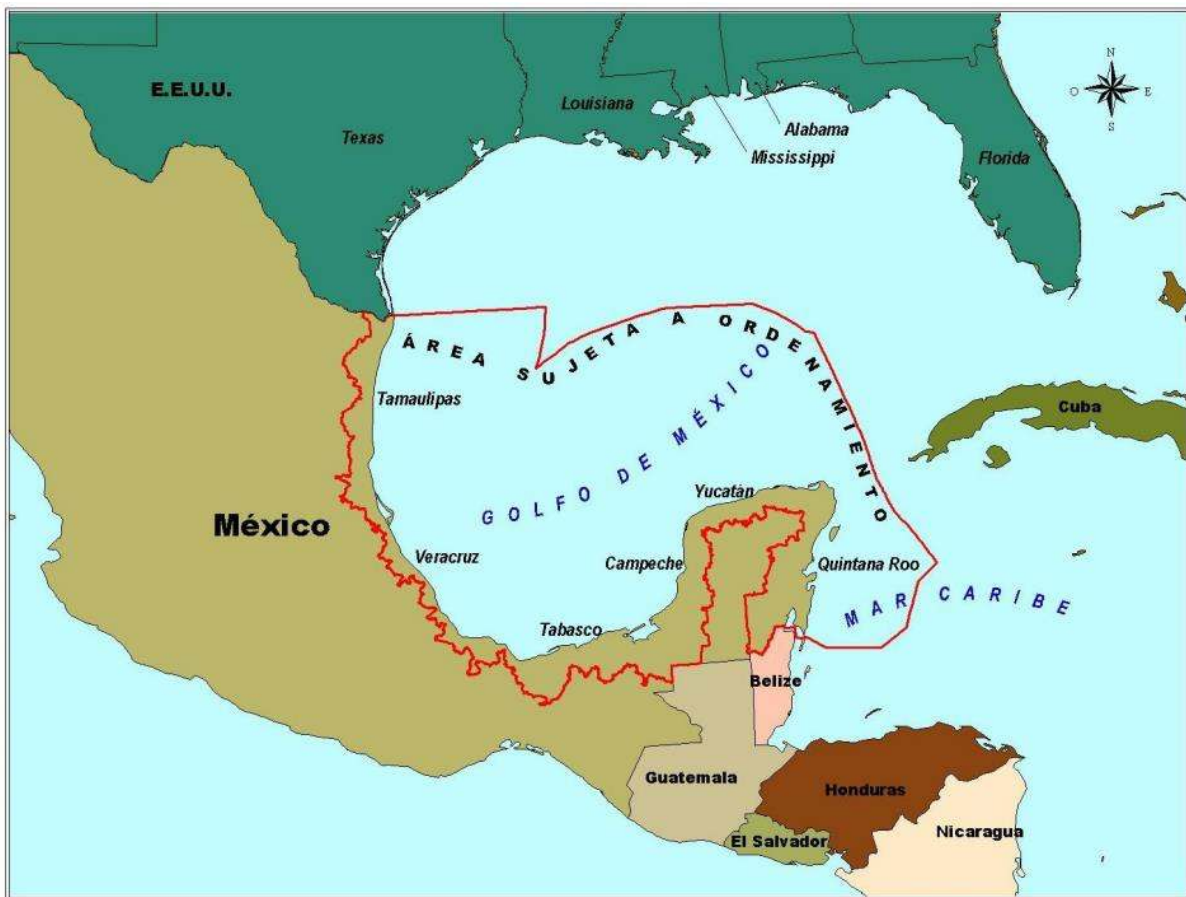 E.E.U.U.
Texas
Louisiana
Alabama
Mississippi
Florida
N
O
E
S
ÁREA SUJETA A ORDENAMIENTO
GOLFO DE MÉXICO
Tamaulipas
Cuba
México
Veracruz
Yucatán
Campeche
Quintana Roo
MAR CARIBE
Tabasco
Belize
Guatemala
Honduras
El Salvador
Nicaragua